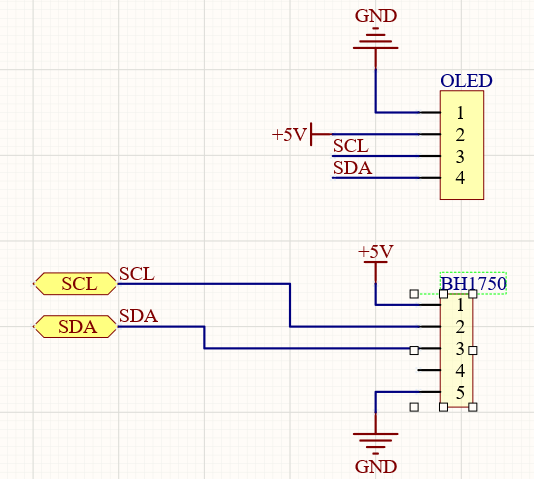 GND
OLED
1
+5V 2
SCL 3
SDA 4
+5V
SCL SCL BH1750
1
SDA SDA 2
3
4
5
GND